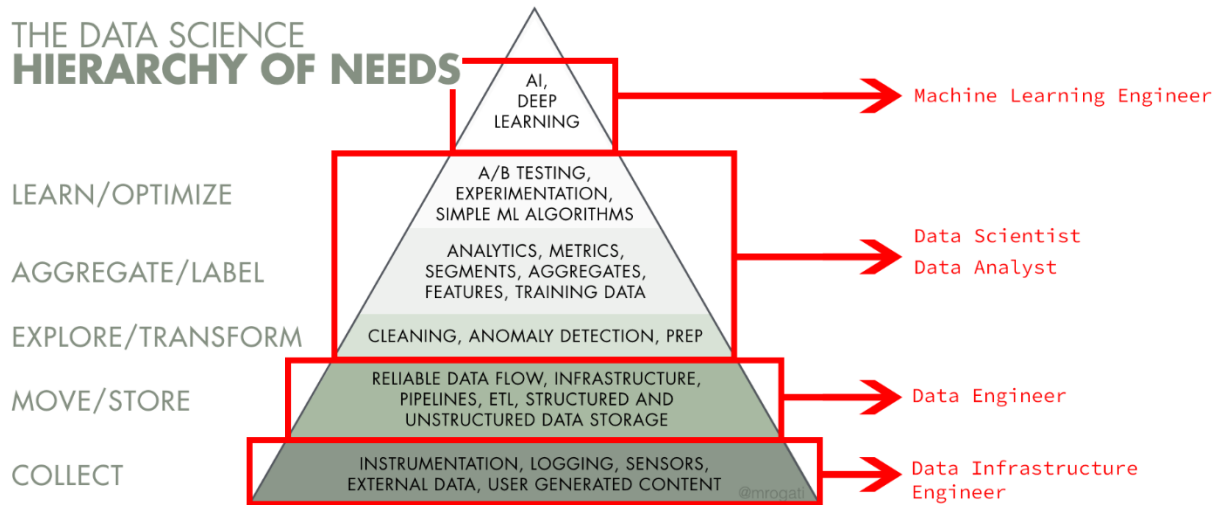 THE DATA SCIENCE
HIERARCHY OF NEEDS
AI,
DEEP
LEARNING
Machine Learning Engineer
LEARN/OPTIMIZE
A/B TESTING,
EXPERIMENTATION,
SIMPLE ML ALGORITHMS
AGGREGATE/LABEL
ANALYTICS, METRICS,
SEGMENTS, AGGREGATES,
FEATURES, TRAINING DATA
Data Scientist
Data Analyst
EXPLORE/TRANSFORM
CLEANING, ANOMALY DETECTION, PREP
MOVE/STORE
RELIABLE DATA FLOW, INFRASTRUCTURE,
PIPELINES, ETL, STRUCTURED AND
UNSTRUCTURED DATA STORAGE
Data Engineer
COLLECT
INSTRUMENTATION, LOGGING, SENSORS,
EXTERNAL DATA, USER GENERATED CONTENT
@mrogati
Data Infrastructure
Engineer